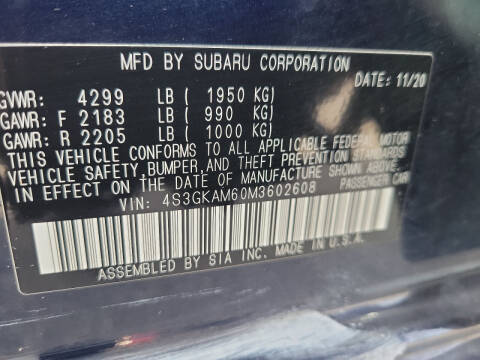 MFD BY SUBARU CORPORATION
DATE: 11/20
GVWR: 4299 LB ( 1950 KG)
GAWR: F 2183 LB ( 990 KG)
GAWR: R 2205 LB ( 1000 KG)
THIS VEHICLE CONFORMS TO ALL APPLICABLE FEDERAL MOTOR
VEHICLE SAFETY, BUMPER, AND THEFT PREVENTION STANDARDS
IN EFFECT ON THE DATE OF MANUFACTURE SHOWN ABOVE.
VIN: 4S3GKAM60M3602608 PASSENGER CAR
ASSEMBLED BY SIA INC. MADE IN U.S.A.